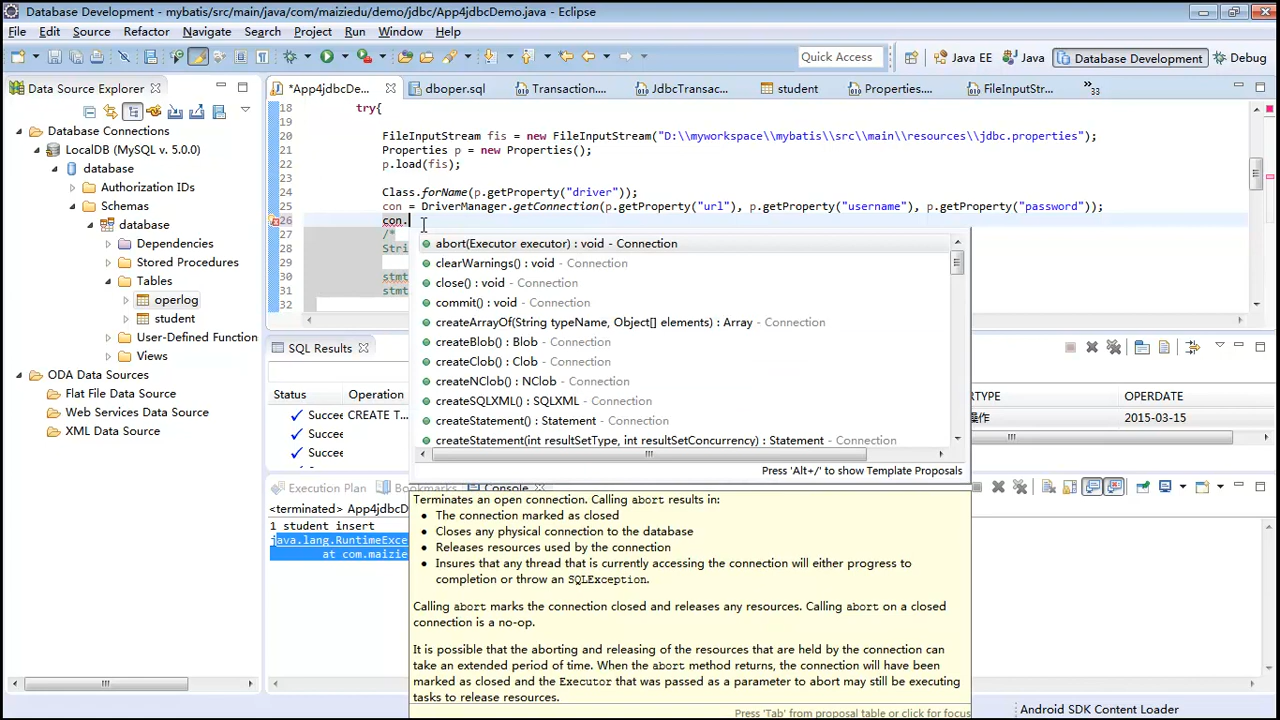 Database Development - mybatis/src/main/java/com/maiziedu/demo/jdbc/App4jdbcDemo.java - Eclipse
File Edit Source Refactory Navigate Search Project Run Window Help
Quick Access Java EE Java Database Development Debug
Data Source Explorer
*App4jdbcDe... dboper.sql Transaction.... JdbcTransac... student Properties.... FileInputStr... 33
Database Connections
LocalDB (MySQL v. 5.0.0)
database
Authorization IDs
Schemas
database
Dependencies
Stored Procedures
Tables
operlog
student
User-Defined Function
Views
ODA Data Sources
Flat File Data Source
Web Services Data Source
XML Data Source
18 try{
19
20 FileInputStream fis = new FileInputStream("D:\\myworkspace\\mybatis\\src\\main\\resources\\jdbc.properties");
21 Properties p = new Properties();
22 p.load(fis);
23
24 Class.forName(p.getProperty("driver"));
25 con = DriverManager.getConnection(p.getProperty("url"), p.getProperty("username"), p.getProperty("password"));
26 con.
27 /*
28 Stri
29
30 stmt
31 stmt
32
abort(Executor executor) : void - Connection
clearWarnings() : void - Connection
close() : void - Connection
commit() : void - Connection
createArrayOf(String typeName, Object[] elements) : Array - Connection
createBlob() : Blob - Connection
createClob() : Clob - Connection
createNClob() : NClob - Connection
createSQLXML() : SQLXML - Connection
createStatement() : Statement - Connection
createStatement(int resultSetType, int resultSetConcurrency) : Statement - Connection
Press 'Alt+/' to show Template Proposals
SQL Results
Status Operation
Succe CREATE T...
Succe
Succe
RTYPE OPERDATE
操作 2015-03-15
Execution Plan Bookmarks Console
<terminated> App4jdbcD
1 student insert
java.lang.RuntimeExce
at com.maizie
Terminates an open connection. Calling abort results in:
• The connection marked as closed
• Closes any physical connection to the database
• Releases resources used by the connection
• Insures that any thread that is currently accessing the connection will either progress to
completion or throw an SQLException.
Calling abort marks the connection closed and releases any resources. Calling abort on a closed
connection is a no-op.
It is possible that the aborting and releasing of the resources that are held by the connection can
take an extended period of time. When the abort method returns, the connection will have been
marked as closed and the Executor that was passed as a parameter to abort may still be executing
tasks to release resources.
Press 'Tab' from proposal table or click for focus
Android SDK Content Loader